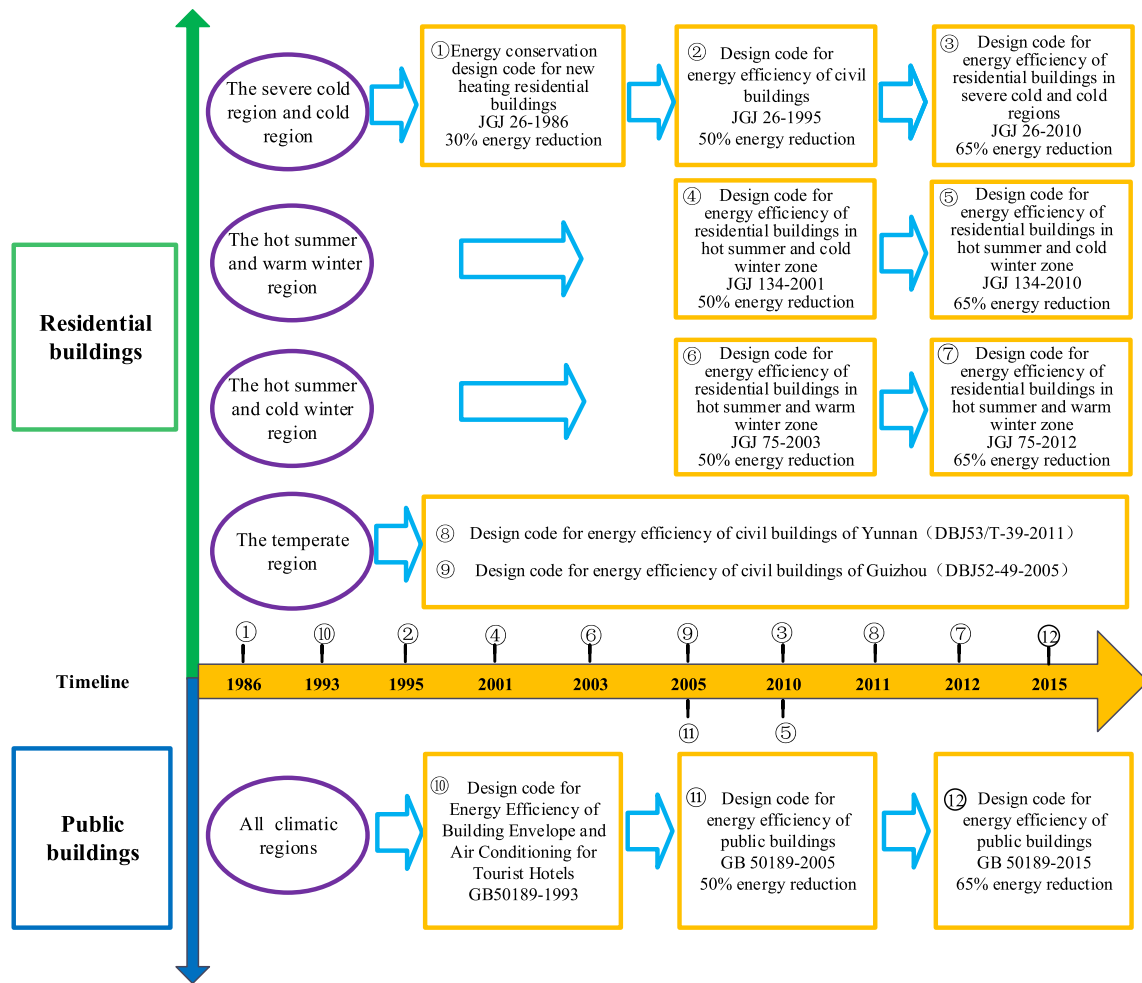 Residential
buildings
The severe cold
region and cold
region
① Energy conservation
design code for new
heating residential
buildings
JGJ 26-1986
30% energy reduction
② Design code for
energy efficiency of civil
buildings
JGJ 26-1995
50% energy reduction
③ Design code for
energy efficiency of
residential buildings in
severe cold and cold
regions
JGJ 26-2010
65% energy reduction
The hot summer
and warm winter
region
④ Design code for
energy efficiency of
residential buildings in
hot summer and cold
winter zone
JGJ 134-2001
50% energy reduction
⑤ Design code for
energy efficiency of
residential buildings in
hot summer and cold
winter zone
JGJ 134-2010
65% energy reduction
The hot summer
and cold winter
region
⑥ Design code for
energy efficiency of
residential buildings in
hot summer and warm
winter zone
JGJ 75-2003
50% energy reduction
⑦ Design code for
energy efficiency of
residential buildings in
hot summer and warm
winter zone
JGJ 75-2012
65% energy reduction
The temperate
region
⑧ Design code for energy efficiency of civil buildings of Yunnan（DBJ53/T-39-2011）
⑨ Design code for energy efficiency of civil buildings of Guizhou（DBJ52-49-2005）
① ⑩ ② ④ ⑥ ⑨ ③ ⑧ ⑦ ⑫
Timeline
1986 1993 1995 2001 2003 2005 2010 2011 2012 2015
⑪ ⑤
Public
buildings
All climatic
regions
⑩ Design code for
Energy Efficiency of
Building Envelope and
Air Conditioning for
Tourist Hotels
GB50189-1993
⑪ Design code for
energy efficiency of
public buildings
GB 50189-2005
50% energy reduction
⑫ Design code for
energy efficiency of
public buildings
GB 50189-2015
65% energy reduction